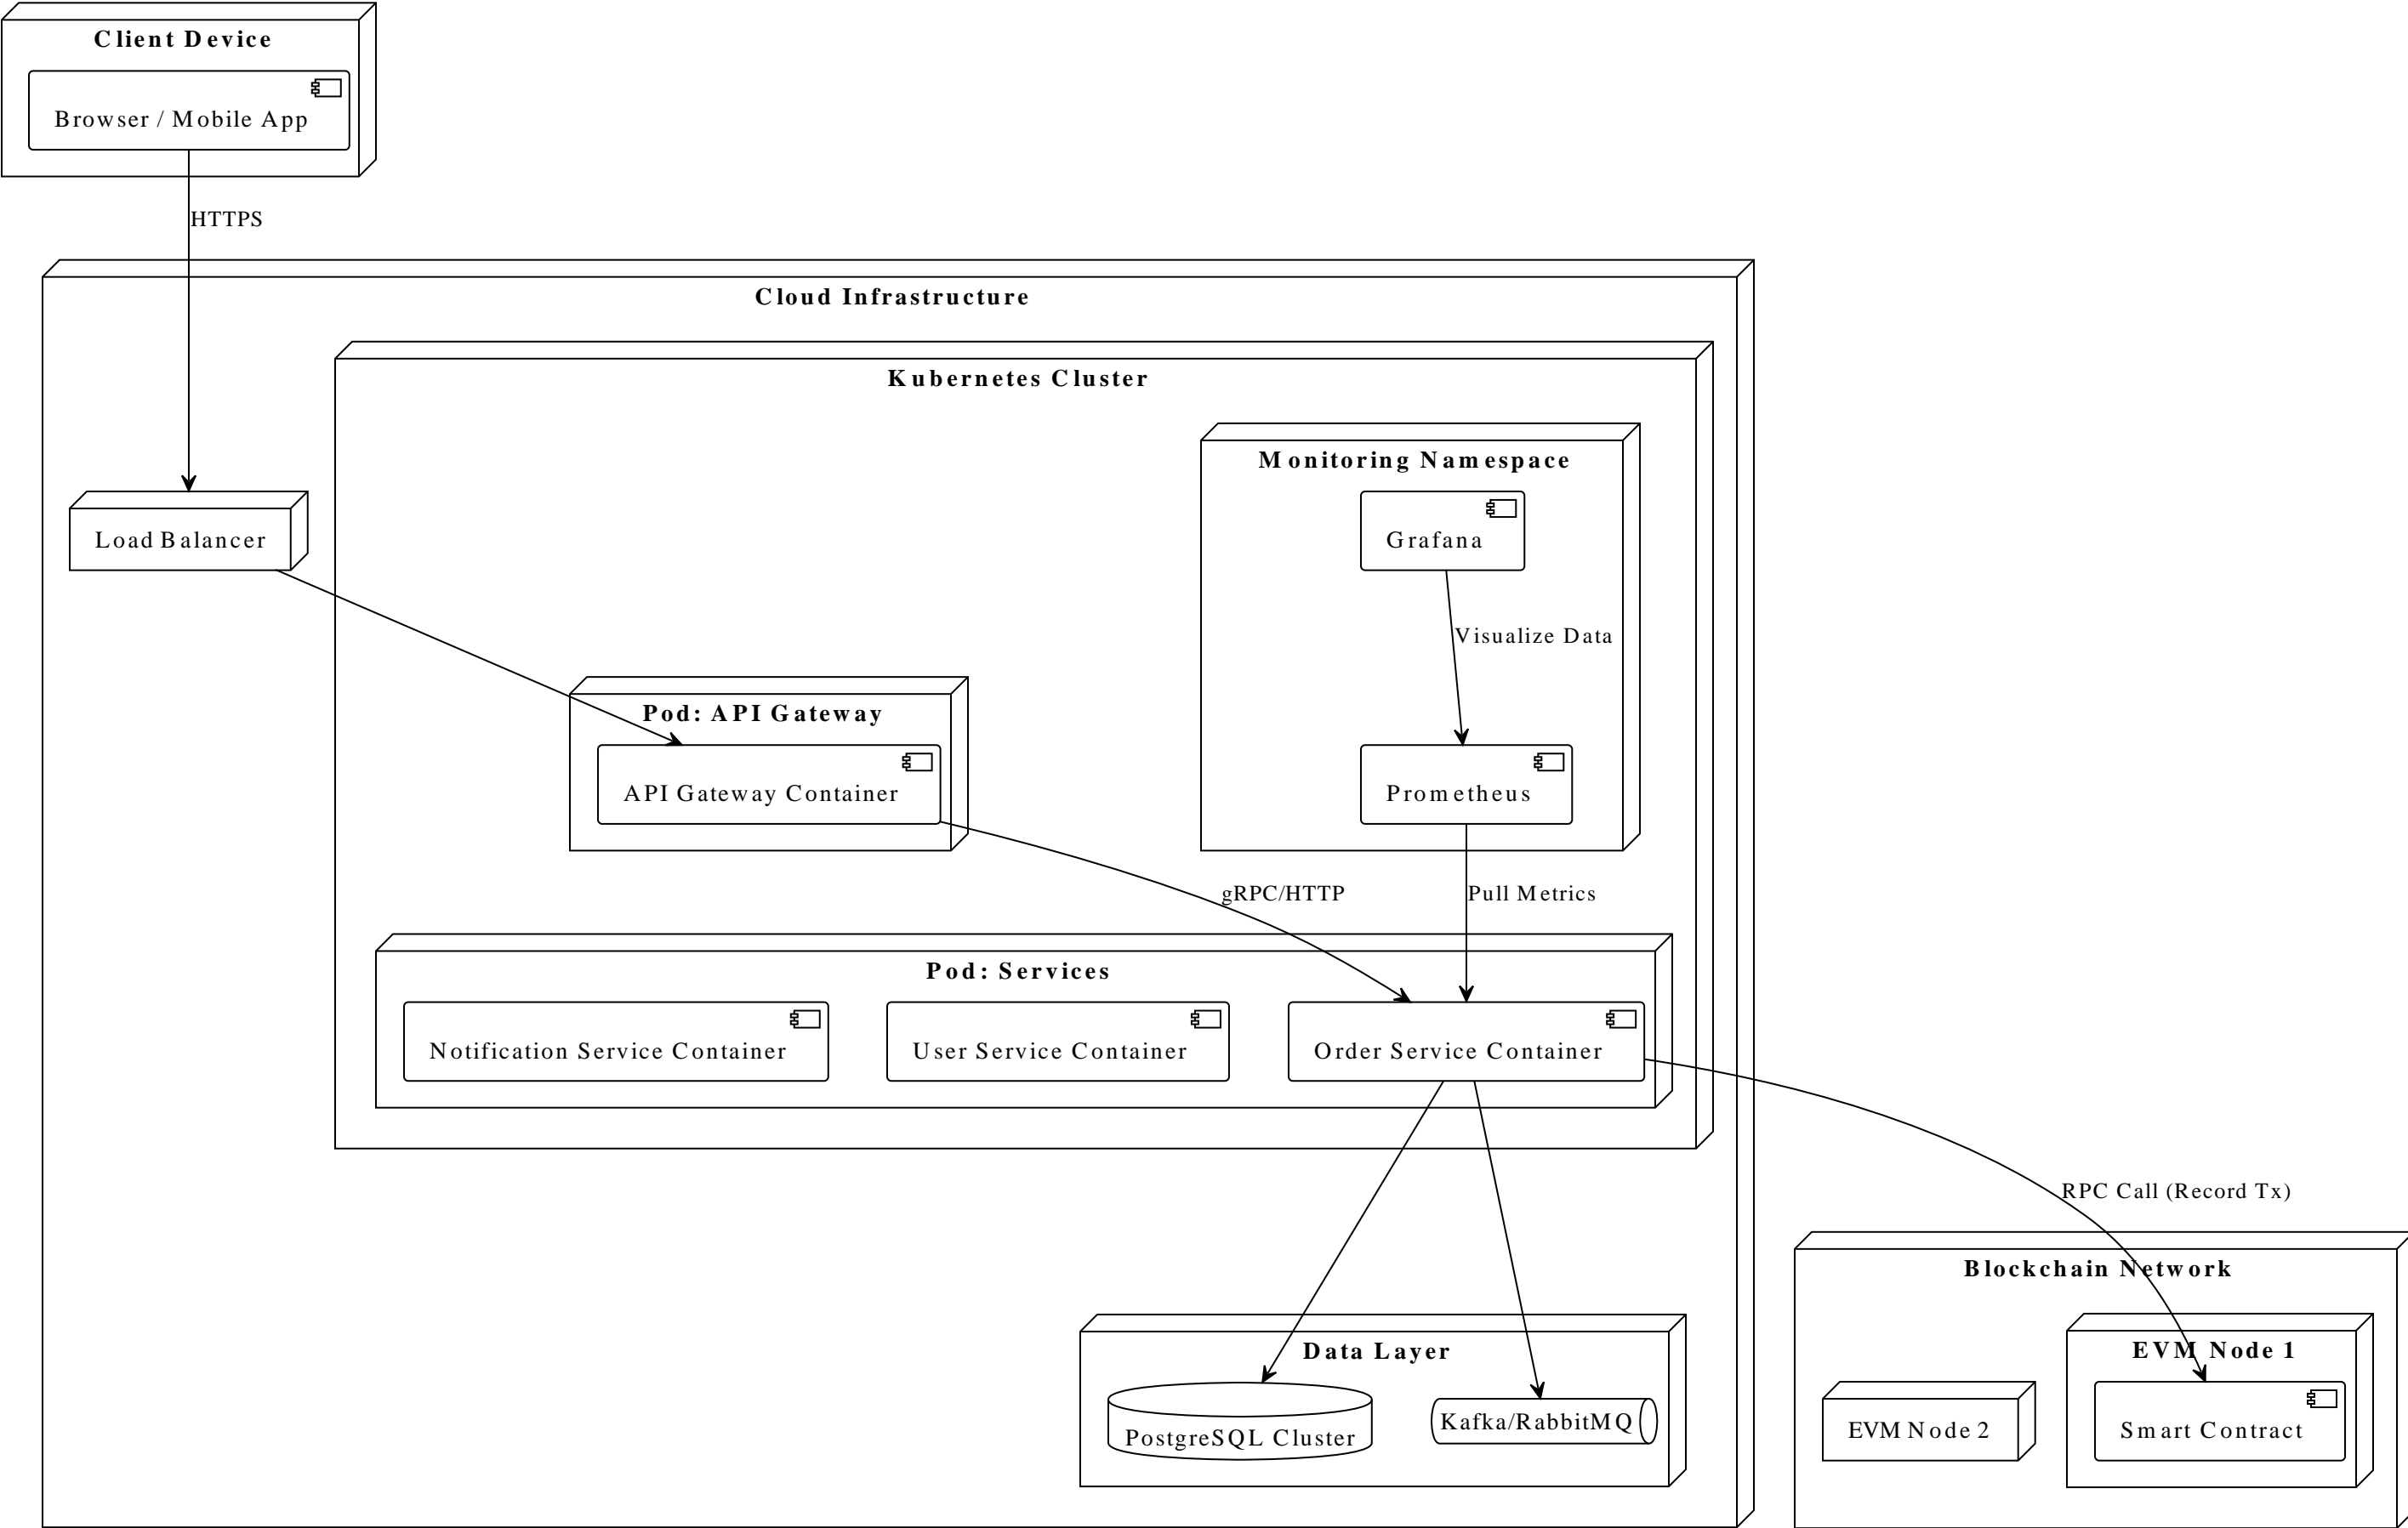 Client Device
Browser / Mobile App
HTTPS
Cloud Infrastructure
Kubernetes Cluster
Monitoring Namespace
Load Balancer
Grafana
Visualize Data
Pod: API Gateway
API Gateway Container
Prometheus
gRPC/HTTP
Pull Metrics
Pod: Services
Notification Service Container
User Service Container
Order Service Container
RPC Call (Record Tx)
Blockchain Network
Data Layer
EVM Node 1
PostgreSQL Cluster
Kafka/RabbitMQ
EVM Node 2
Smart Contract